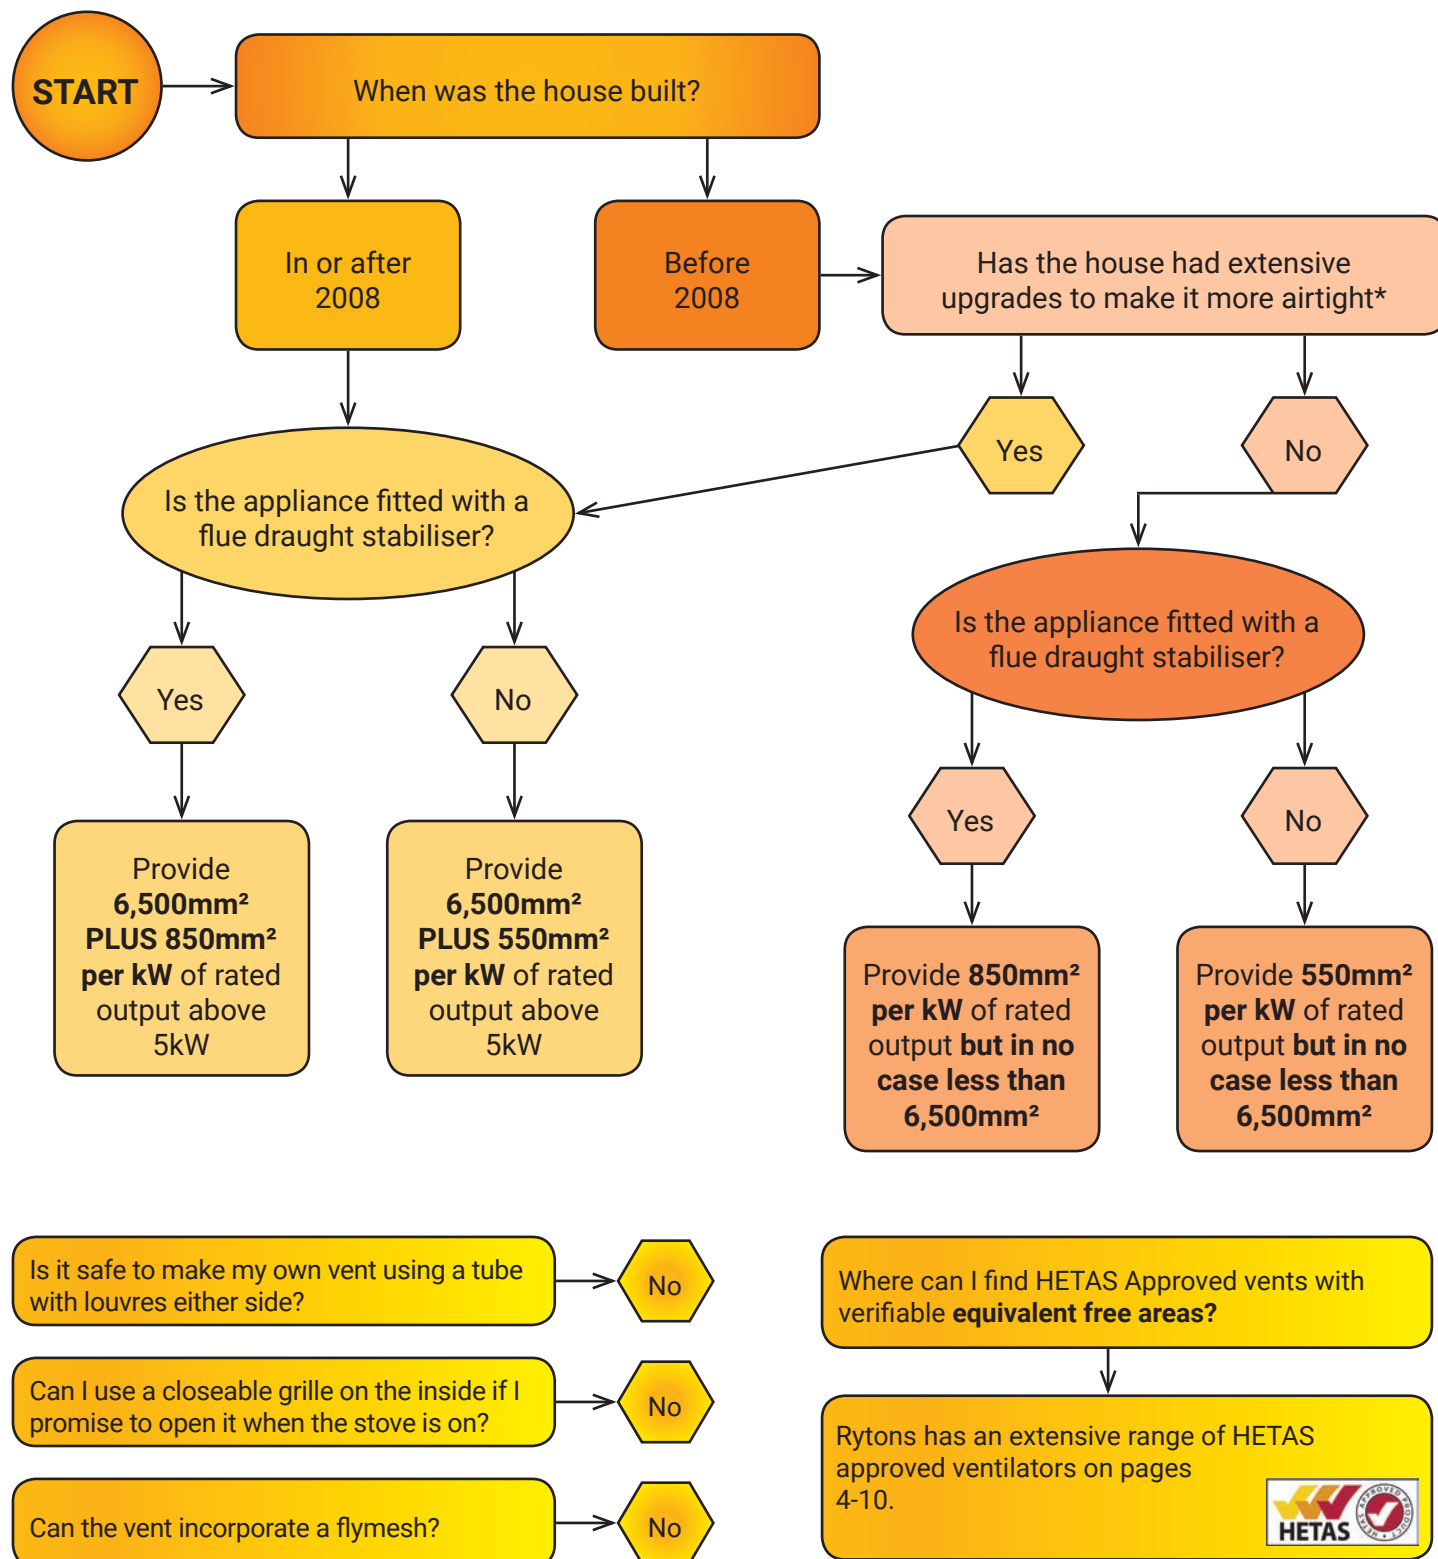 START
When was the house built?
In or after
2008
Before
2008
Has the house had extensive
upgrades to make it more airtight*
Yes
No
Is the appliance fitted with a
flue draught stabiliser?
Is the appliance fitted with a
flue draught stabiliser?
Yes
No
Yes
No
Provide
6,500mm²
PLUS 850mm²
per kW of rated
output above
5kW
Provide
6,500mm²
PLUS 550mm²
per kW of rated
output above
5kW
Provide 850mm²
per kW of rated
output but in no
case less than
6,500mm²
Provide 550mm²
per kW of rated
output but in no
case less than
6,500mm²
Is it safe to make my own vent using a tube
with louvres either side?
No
Can I use a closeable grille on the inside if I
promise to open it when the stove is on?
No
Can the vent incorporate a flymesh?
No
Where can I find HETAS Approved vents with
verifiable equivalent free areas?
Rytons has an extensive range of HETAS
approved ventilators on pages
4-10.
HETAS
HETAS APPROVED PRODUCT